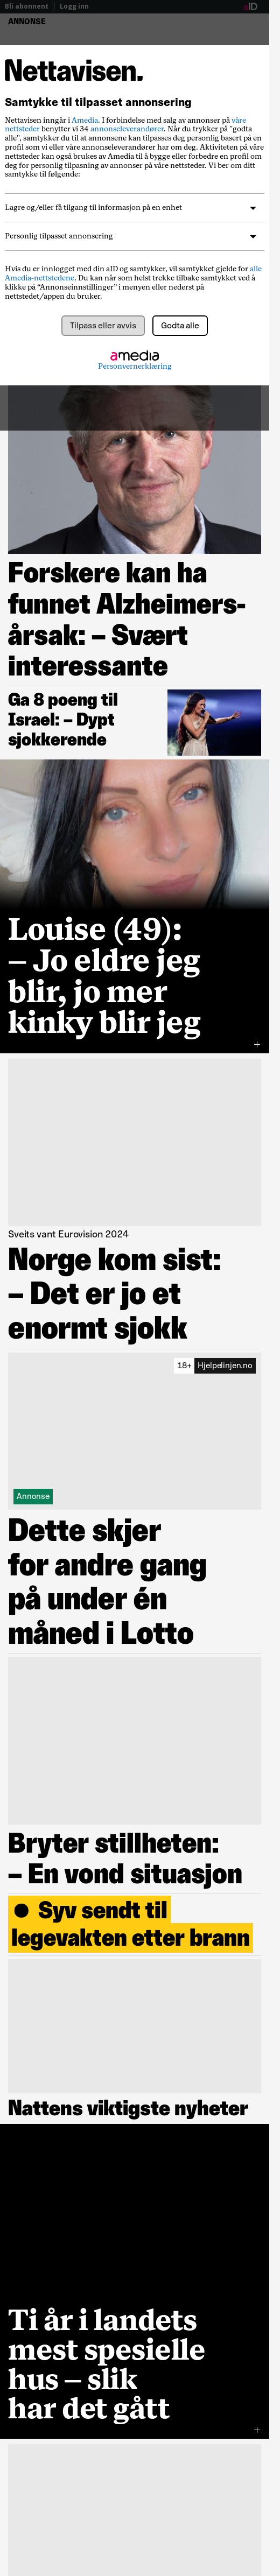 Bli abonnent | Logg inn
aID
ANNONSE
Nettavisen.
Samtykke til tilpasset annonsering
Nettavisen inngår i Amedia. I forbindelse med salg av annonser på våre
nettsteder benytter vi 34 annonseleverandører. Når du trykker på "godta
alle", samtykker du til at annonsene kan tilpasses deg personlig basert på en
profil som vi eller våre annonseleverandører har om deg. Aktiviteten på våre
nettsteder kan også brukes av Amedia til å bygge eller forbedre en profil om
deg for personlig tilpasning av annonser på våre nettsteder. Vi ber om ditt
samtykke til følgende:
Lagre og/eller få tilgang til informasjon på en enhet
Personlig tilpasset annonsering
Hvis du er innlogget med din aID og samtykker, vil samtykket gjelde for alle
Amedia-nettstedene. Du kan når som helst trekke tilbake samtykket ved å
klikke på “Annonseinnstillinger” i menyen eller nederst på
nettstedet/appen du bruker.
Tilpass eller avvis
Godta alle
amedia
Personvernerklæring
Forskere kan ha
funnet Alzheimers-
årsak: – Svært
interessante
Ga 8 poeng til
Israel: – Dypt
sjokkerende
Louise (49):
– Jo eldre jeg
blir, jo mer
kinky blir jeg
Sveits vant Eurovision 2024
Norge kom sist:
– Det er jo et
enormt sjokk
18+ Hjelpelinjen.no
Annonse
Dette skjer
for andre gang
på under én
måned i Lotto
Bryter stillheten:
– En vond situasjon
Syv sendt til
legevakten etter brann
Nattens viktigste nyheter
Ti år i landets
mest spesielle
hus – slik
har det gått